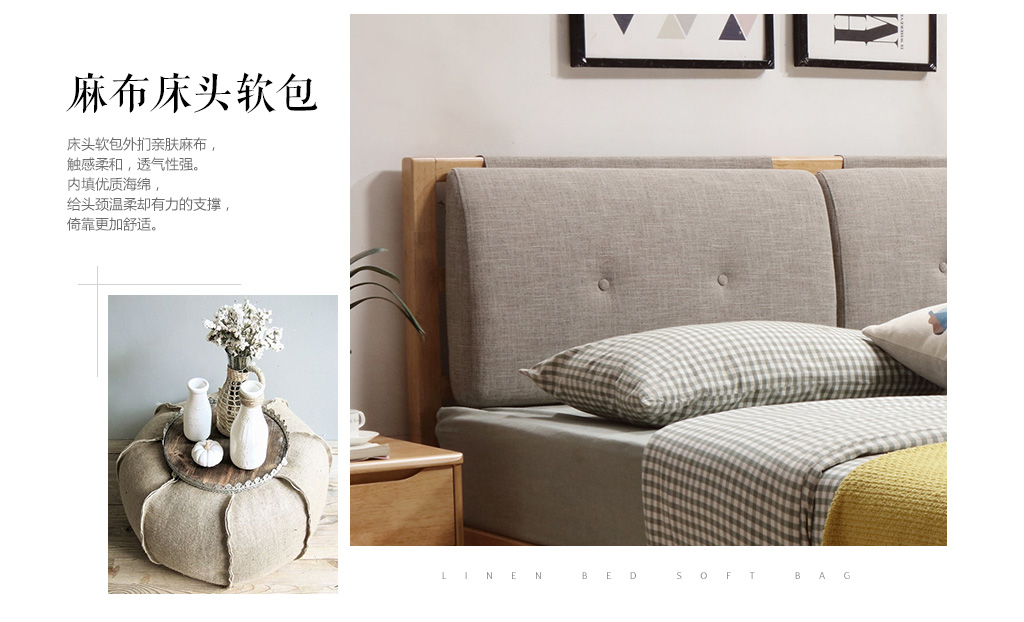 麻布床头软包
床头软包外扪亲肤麻布，
触感柔和，透气性强。
内填优质海绵，
给头颈温柔却有力的支撑，
倚靠更加舒适。
LINEN BED SOFT BAG